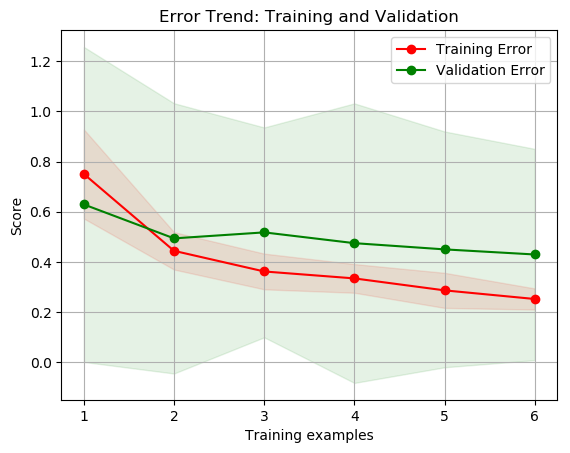 Error Trend: Training and Validation
Training Error
Validation Error
Score
1.2
1.0
0.8
0.6
0.4
0.2
0.0
1 2 3 4 5 6
Training examples